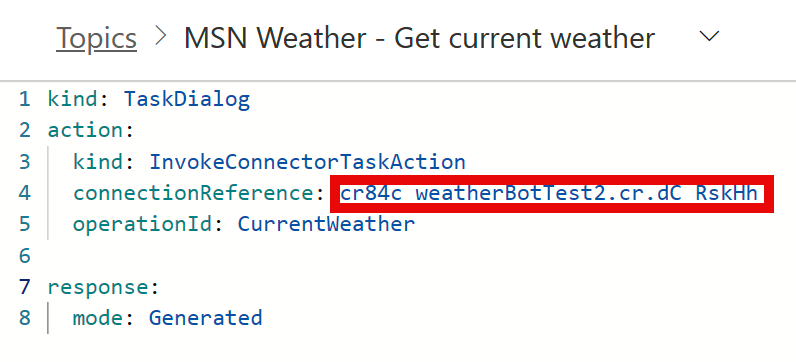 Topics > MSN Weather - Get current weather
1 kind: TaskDialog
2 action:
3 kind: InvokeConnectorTaskAction
4 connectionReference: cr84c_weatherBotTest2.cr.dC_RskHh
5 operationId: CurrentWeather
6
7 response:
8 mode: Generated